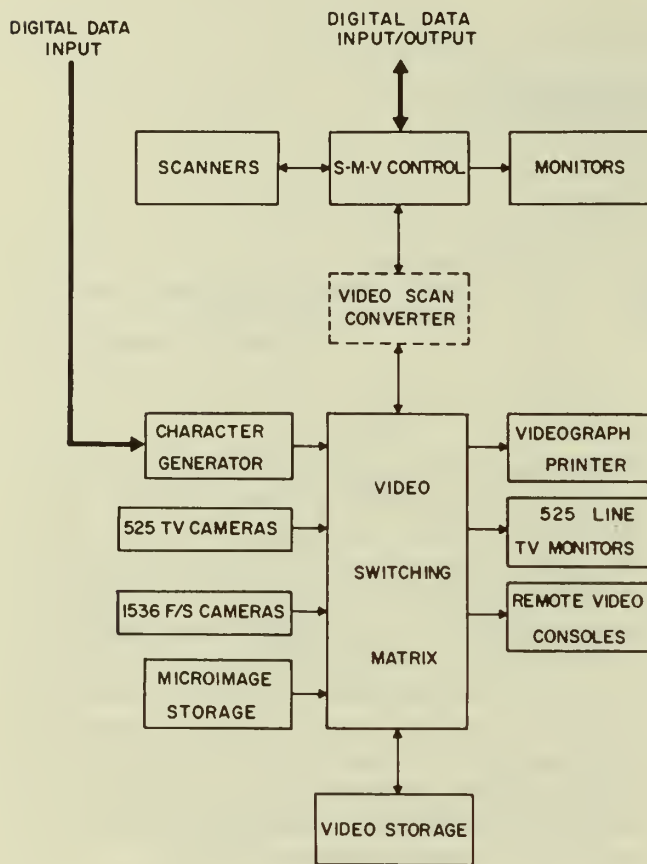 DIGITAL DATA
INPUT
DIGITAL DATA
INPUT/OUTPUT
SCANNERS
S-M-V CONTROL
MONITORS
VIDEO SCAN
CONVERTER
CHARACTER
GENERATOR
525 TV CAMERAS
1536 F/S CAMERAS
MICROIMAGE
STORAGE
VIDEO
SWITCHING
MATRIX
VIDEOGRAPH
PRINTER
525 LINE
TV MONITORS
REMOTE VIDEO
CONSOLES
VIDEO STORAGE